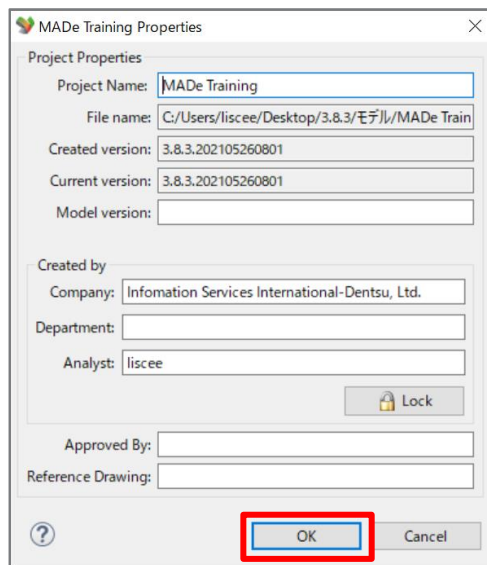 MADe Training Properties
Project Properties
Project Name: MADe Training
File name: C:/Users/liscee/Desktop/3.8.3/モデル/MADe Train
Created version: 3.8.3.202105260801
Current version: 3.8.3.202105260801
Model version:
Created by
Company: Infomation Services International-Dentsu, Ltd.
Department:
Analyst: liscee
Lock
Approved By:
Reference Drawing:
? OK Cancel